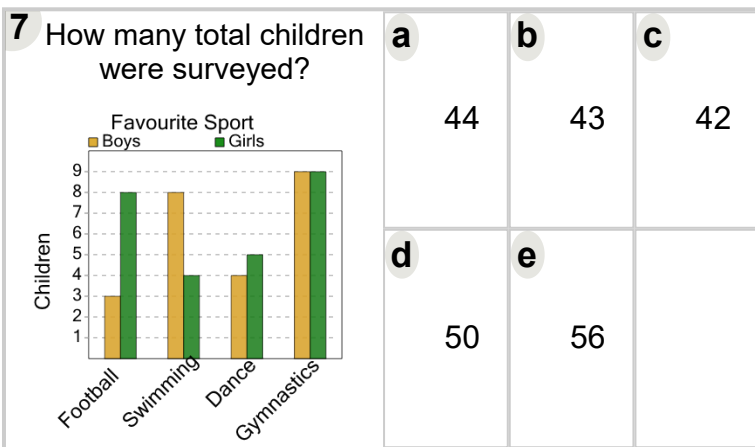 7 How many total children
were surveyed?
Favourite Sport
Boys Girls
Children
9
8
7
6
5
4
3
2
1
Football
Swimming
Dance
Gymnastics
a
44
b
43
c
42
d
50
e
56